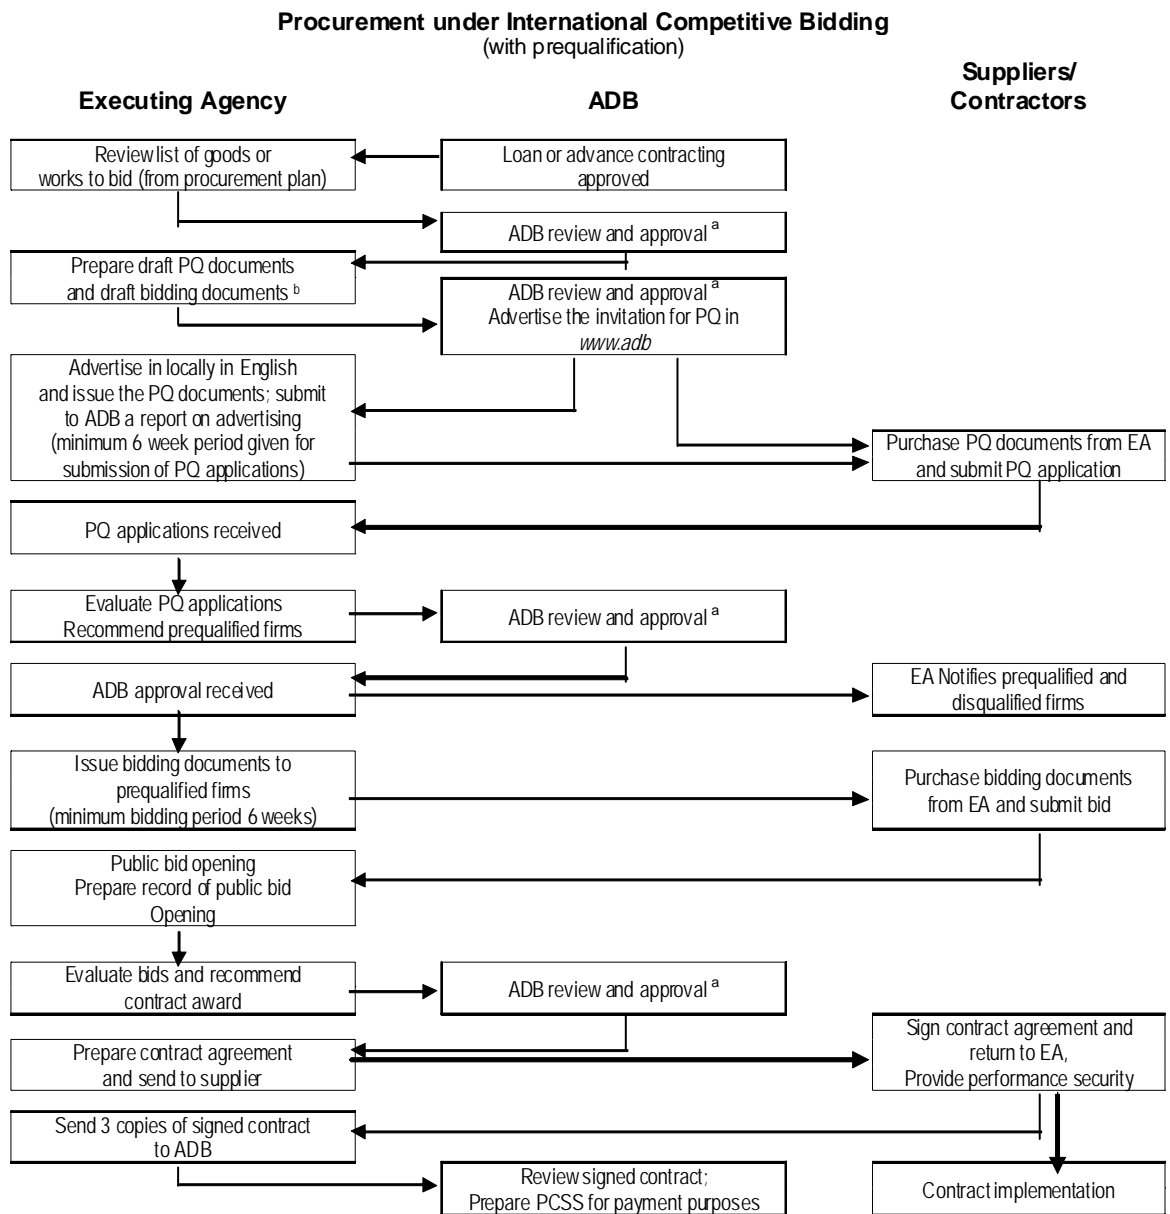 Procurement under International Competitive Bidding
(with prequalification)
Executing Agency
ADB
Suppliers/
Contractors
Review list of goods or
works to bid (from procurement plan)
Loan or advance contracting
approved
ADB review and approval a
Prepare draft PQ documents
and draft bidding documents b
ADB review and approval a
Advertise the invitation for PQ in
www.adb
Advertise in locally in English
and issue the PQ documents; submit
to ADB a report on advertising
(minimum 6 week period given for
submission of PQ applications)
Purchase PQ documents from EA
and submit PQ application
PQ applications received
Evaluate PQ applications
Recommend prequalified firms
ADB review and approval a
ADB approval received
EA Notifies prequalified and
disqualified firms
Issue bidding documents to
prequalified firms
(minimum bidding period 6 weeks)
Purchase bidding documents
from EA and submit bid
Public bid opening
Prepare record of public bid
Opening
Evaluate bids and recommend
contract award
ADB review and approval a
Prepare contract agreement
and send to supplier
Sign contract agreement and
return to EA,
Provide performance security
Send 3 copies of signed contract
to ADB
Review signed contract;
Prepare PCSS for payment purposes
Contract implementation